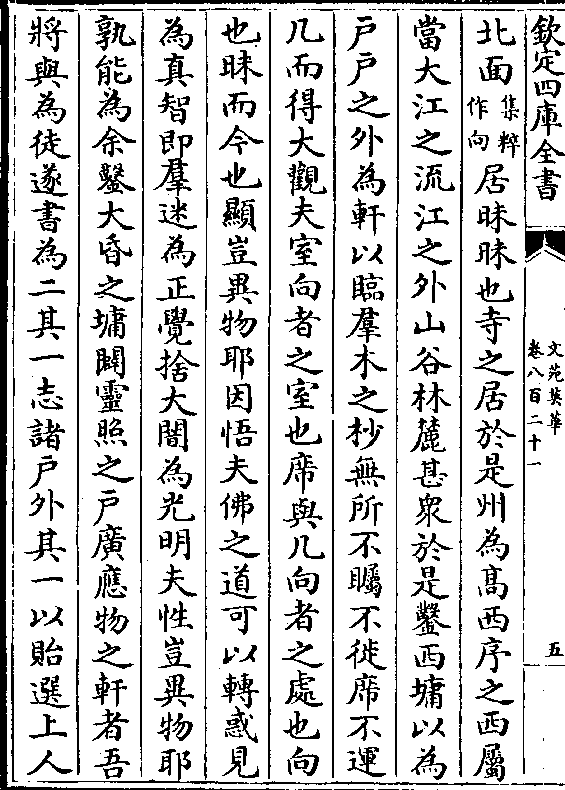 欽定四庫全書
文苑英華
卷八百二十一
五
北面集粹作向居昧昧也寺之居於是州為髙西序之西屬
當大江之流江之外山谷林麓甚衆於是鑿西墉以為
戸戸之外為軒以臨羣木之杪無所不矚不徙席不運
几而得大觀夫室向者之室也席與几向者之處也向
也昧而今也顯豈異物耶因悟夫佛之道可以轉惑見
為真智即羣迷為正覺捨大闇為光明夫性豈異物耶
孰能為余鑿大昏之墉闢靈照之戸廣應物之軒者吾
將與為徒遂書為二其一志諸戸外其一以貽選上人